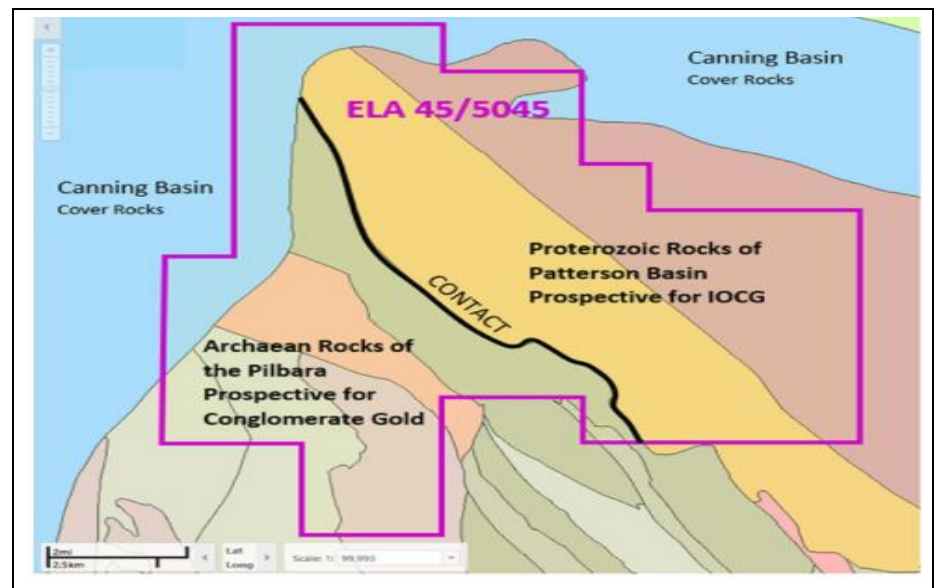 Canning Basin
Cover Rocks
ELA 45/5045
Canning Basin
Cover Rocks
Proterozoic Rocks of
Patterson Basin
Prospective for IOCG
CONTACT
Archaean Rocks of
the Pilbara
Prospective for
Conglomerate Gold
2mi
2.5km
<
Lat
Long
>
Scale: 1: 99,990